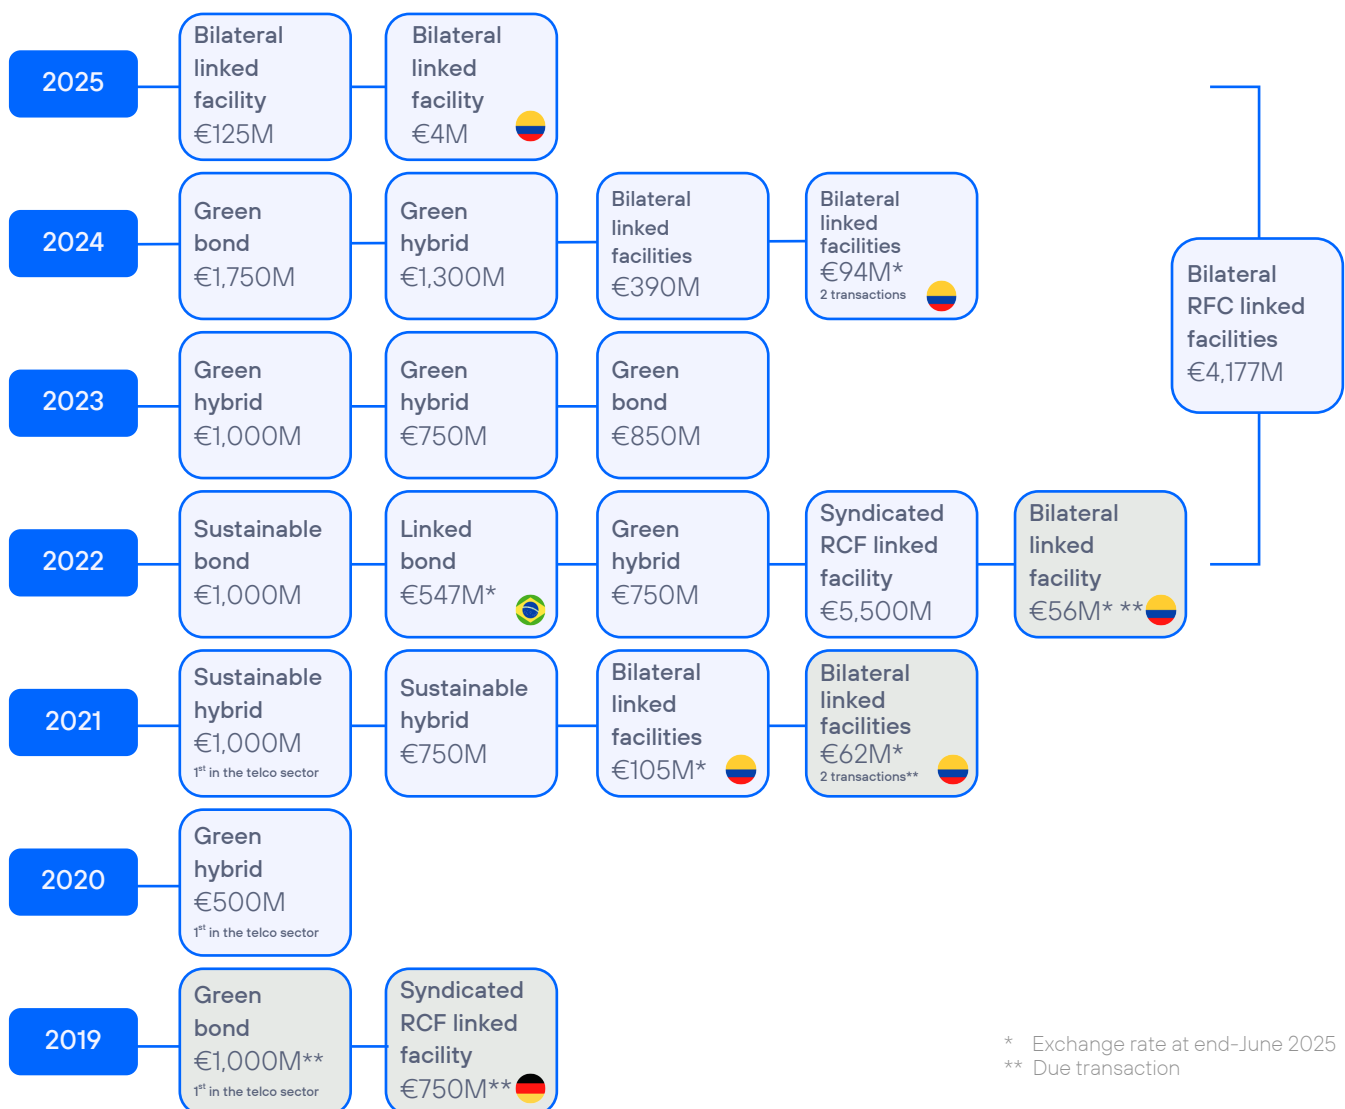 2025
Bilateral
linked
facility
€125M
Bilateral
linked
facility
€4M
2024
Green
bond
€1,750M
Green
hybrid
€1,300M
Bilateral
linked
facilities
€390M
Bilateral
linked
facilities
€94M*
2 transactions
Bilateral
RFC linked
facilities
€4,177M
2023
Green
hybrid
€1,000M
Green
hybrid
€750M
Green
bond
€850M
2022
Sustainable
bond
€1,000M
Linked
bond
€547M*
Green
hybrid
€750M
Syndicated
RCF linked
facility
€5,500M
Bilateral
linked
facility
€56M* **
2021
Sustainable
hybrid
€1,000M
1st in the telco sector
Sustainable
hybrid
€750M
Bilateral
linked
facilities
€105M*
Bilateral
linked
facilities
€62M*
2 transactions**
2020
Green
hybrid
€500M
1st in the telco sector
2019
Green
bond
€1,000M**
1st in the telco sector
Syndicated
RCF linked
facility
€750M**
* Exchange rate at end-June 2025
** Due transaction